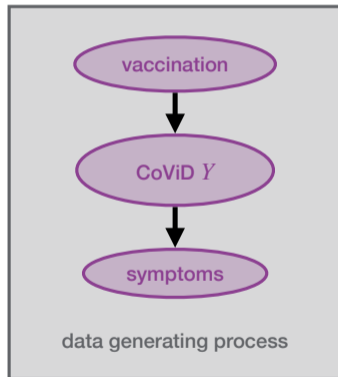 vaccination
CoViD Y
symptoms
data generating process